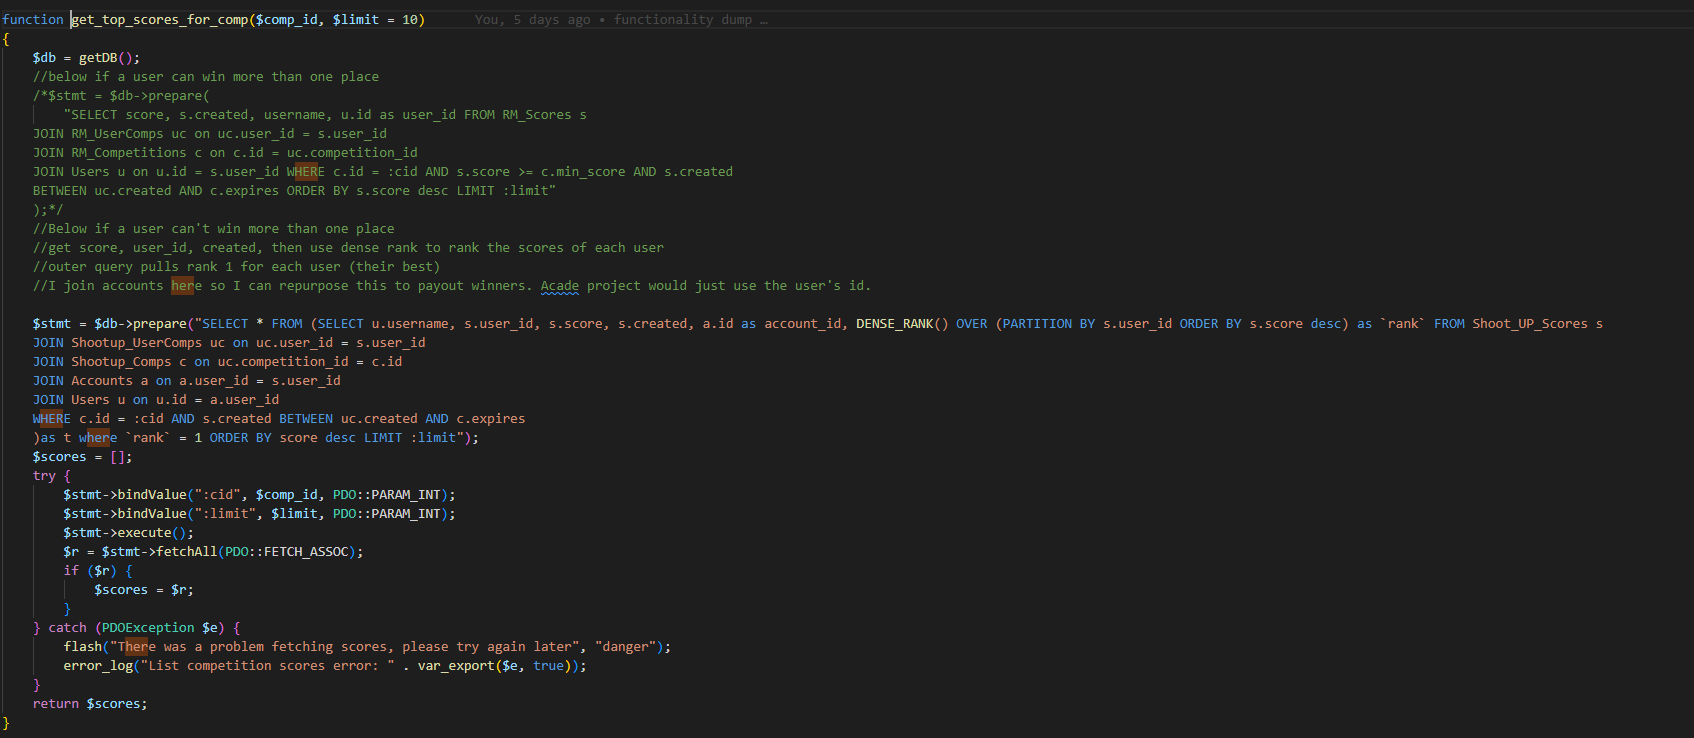 function get_top_scores_for_comp($comp_id, $limit = 10) You, 5 days ago • functionality dump …
{
$db = getDB();
//below if a user can win more than one place
/*$stmt = $db->prepare(
"SELECT score, s.created, username, u.id as user_id FROM RM_Scores s
JOIN RM_UserComps uc on uc.user_id = s.user_id
JOIN RM_Competitions c on c.id = uc.competition_id
JOIN Users u on u.id = s.user_id WHERE c.id = :cid AND s.score >= c.min_score AND s.created
BETWEEN uc.created AND c.expires ORDER BY s.score desc LIMIT :limit"
);*/
//Below if a user can't win more than one place
//get score, user_id, created, then use dense rank to rank the scores of each user
//outer query pulls rank 1 for each user (their best)
//I join accounts here so I can repurpose this to payout winners. Acade project would just use the user's id.
$stmt = $db->prepare("SELECT * FROM (SELECT u.username, s.user_id, s.score, s.created, a.id as account_id, DENSE_RANK() OVER (PARTITION BY s.user_id ORDER BY s.score desc) as `rank` FROM Shoot_UP_Scores s
JOIN Shootup_UserComps uc on uc.user_id = s.user_id
JOIN Shootup_Comps c on uc.competition_id = c.id
JOIN Accounts a on a.user_id = s.user_id
JOIN Users u on u.id = a.user_id
WHERE c.id = :cid AND s.created BETWEEN uc.created AND c.expires
)as t where `rank` = 1 ORDER BY score desc LIMIT :limit");
$scores = [];
try {
$stmt->bindValue(":cid", $comp_id, PDO::PARAM_INT);
$stmt->bindValue(":limit", $limit, PDO::PARAM_INT);
$stmt->execute();
$r = $stmt->fetchAll(PDO::FETCH_ASSOC);
if ($r) {
$scores = $r;
}
} catch (PDOException $e) {
flash("There was a problem fetching scores, please try again later", "danger");
error_log("List competition scores error: " . var_export($e, true));
}
return $scores;
}